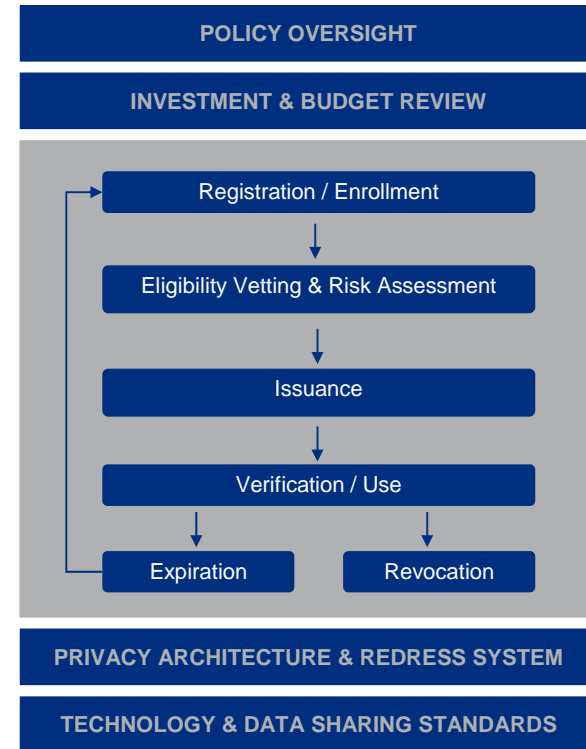 POLICY OVERSIGHT
INVESTMENT & BUDGET REVIEW
Registration / Enrollment
Eligibility Vetting & Risk Assessment
Issuance
Verification / Use
Expiration
Revocation
PRIVACY ARCHITECTURE & REDRESS SYSTEM
TECHNOLOGY & DATA SHARING STANDARDS